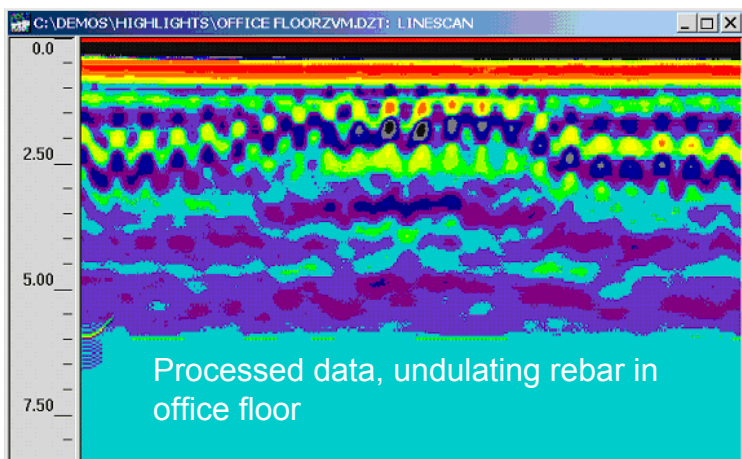 C:\DEMOS\HIGHLIGHTS\OFFICE FLOORZVM.DZT: LINESCAN
0.0
2.50
5.00
7.50
Processed data, undulating rebar in
office floor